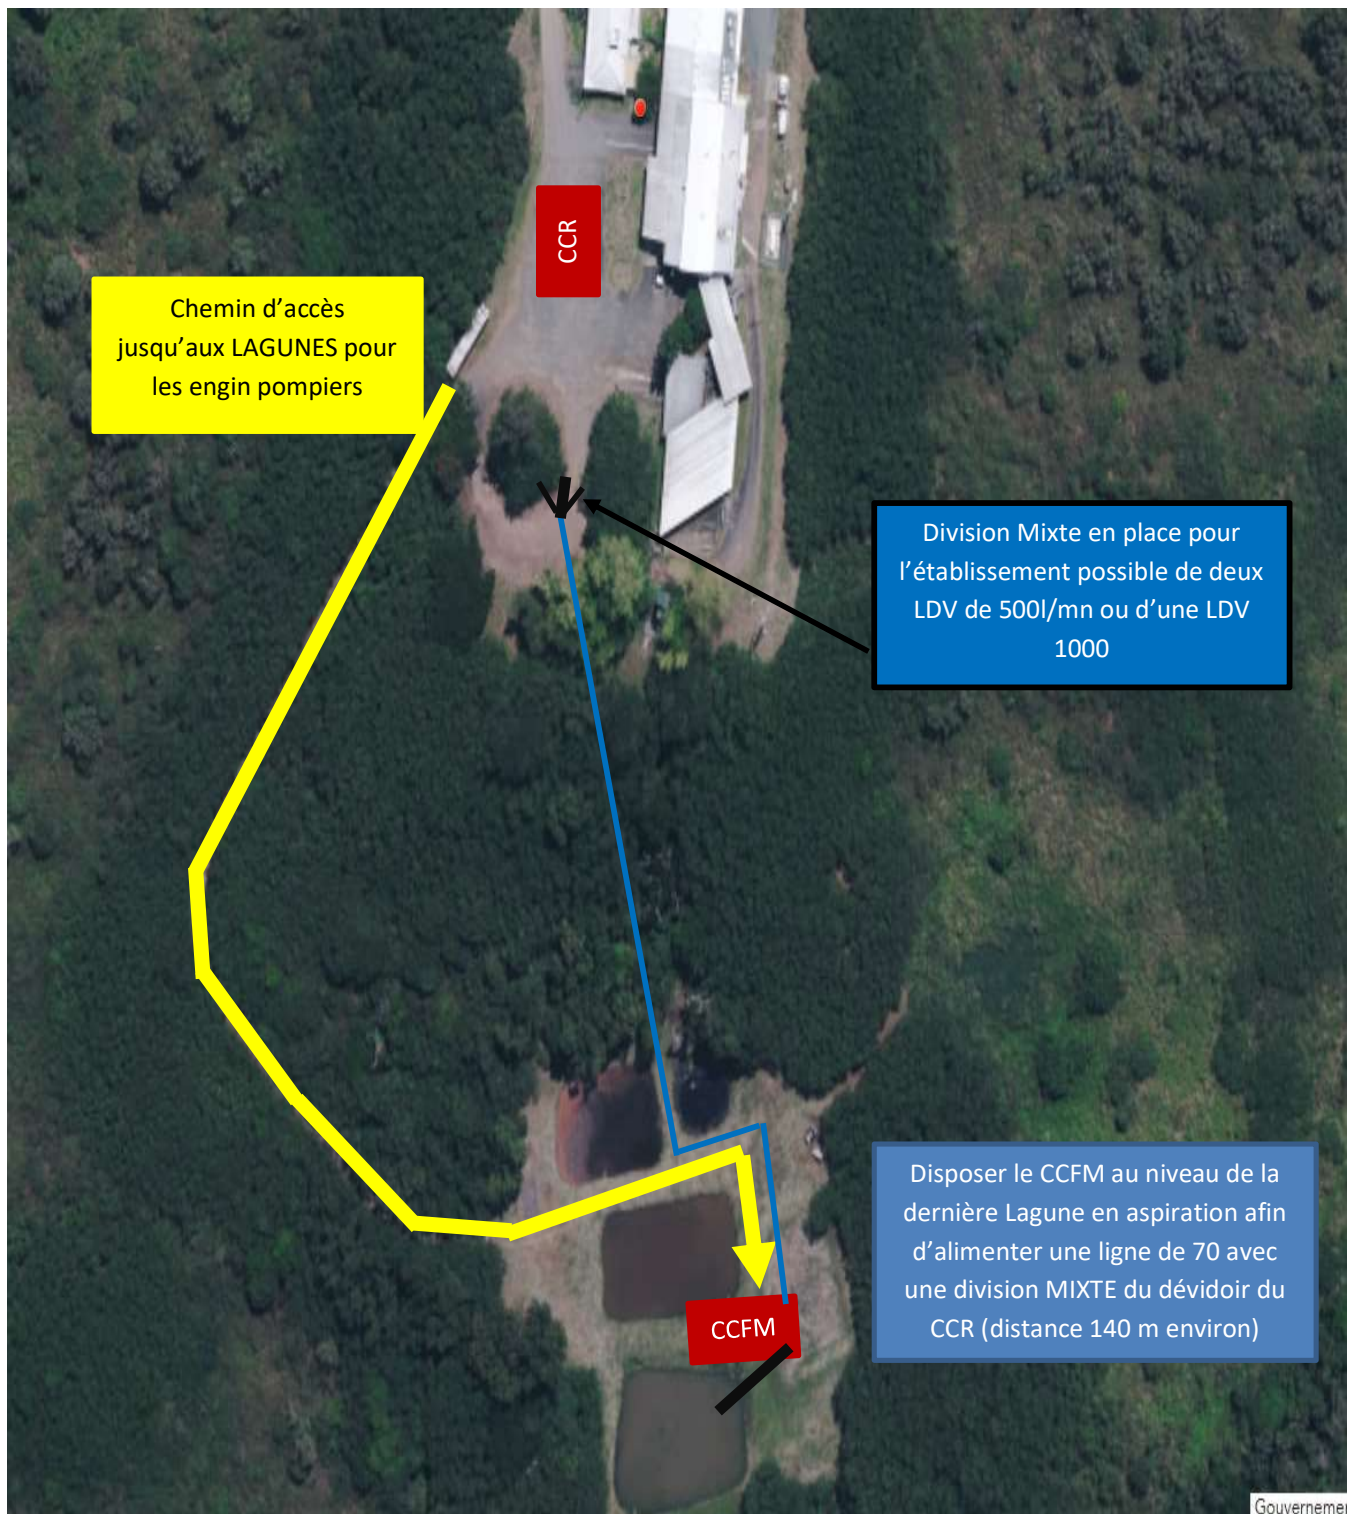 CCR
Chemin d’accès
jusqu’aux LAGUNES pour
les engin pompiers
Division Mixte en place pour
l’établissement possible de deux
LDV de 500l/mn ou d’une LDV
1000
Disposer le CCFM au niveau de la
dernière Lagune en aspiration afin
d’alimenter une ligne de 70 avec
une division MIXTE du dévidoir du
CCR (distance 140 m environ)
CCFM